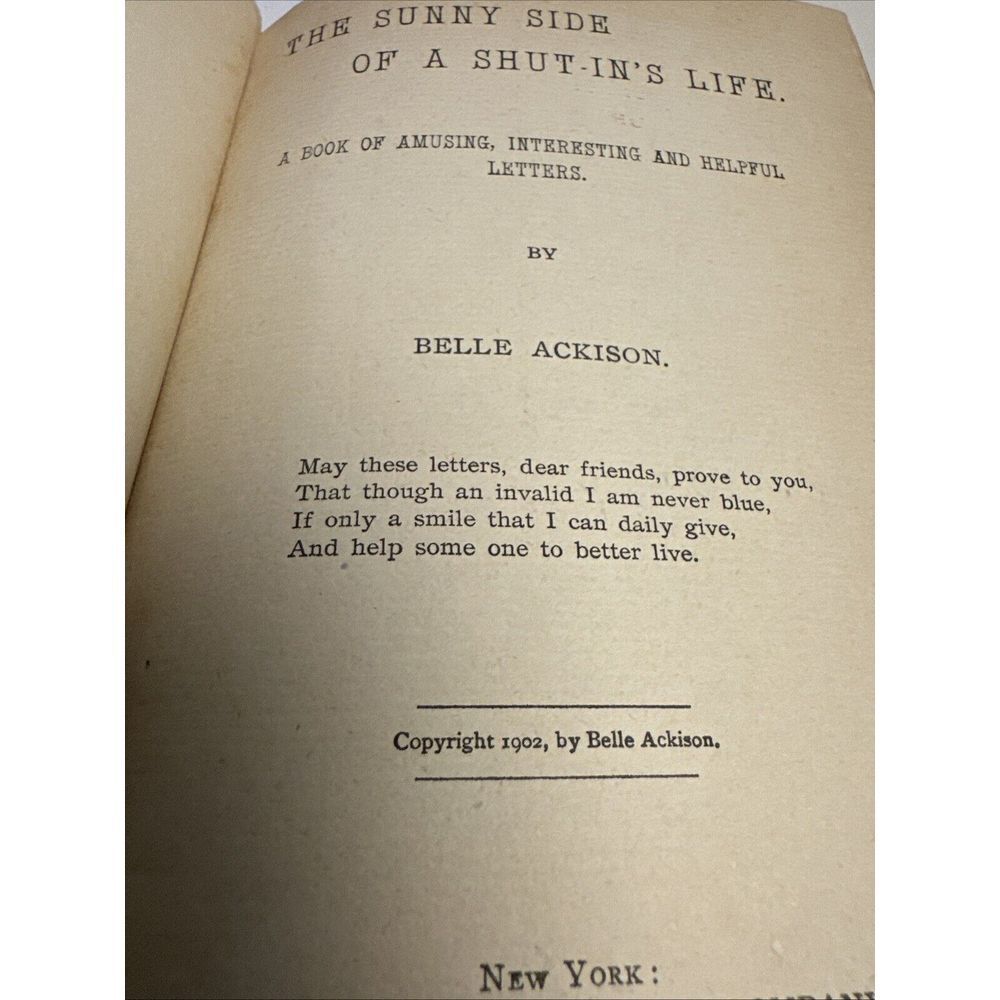 THE SUNNY SIDE
OF A SHUT-IN'S LIFE.
A BOOK OF AMUSING, INTERESTING AND HELPFUL
LETTERS.
BY
BELLE ACKISON.
May these letters, dear friends, prove to you,
That though an invalid I am never blue,
If only a smile that I can daily give,
And help some one to better live.
Copyright 1902, by Belle Ackison.
NEW YORK: